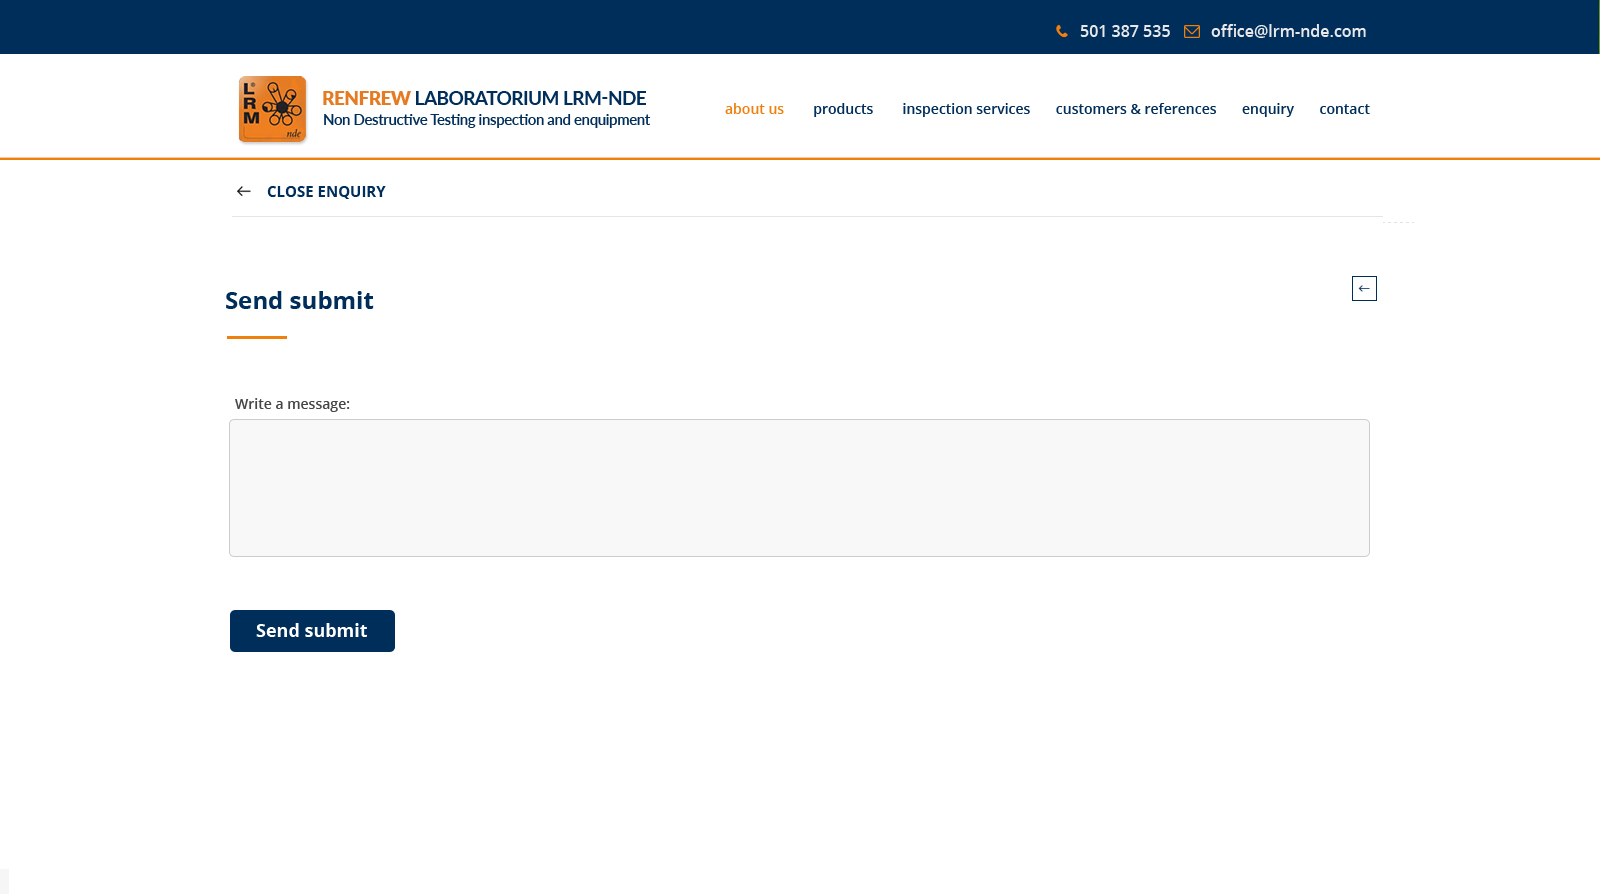 501 387 535 office@lrm-nde.com
L
R
M
nde
RENFREW LABORATORIUM LRM-NDE
Non Destructive Testing inspection and enquipment
about us products inspection services customers & references enquiry contact
CLOSE ENQUIRY
Send submit
Write a message:
Send submit